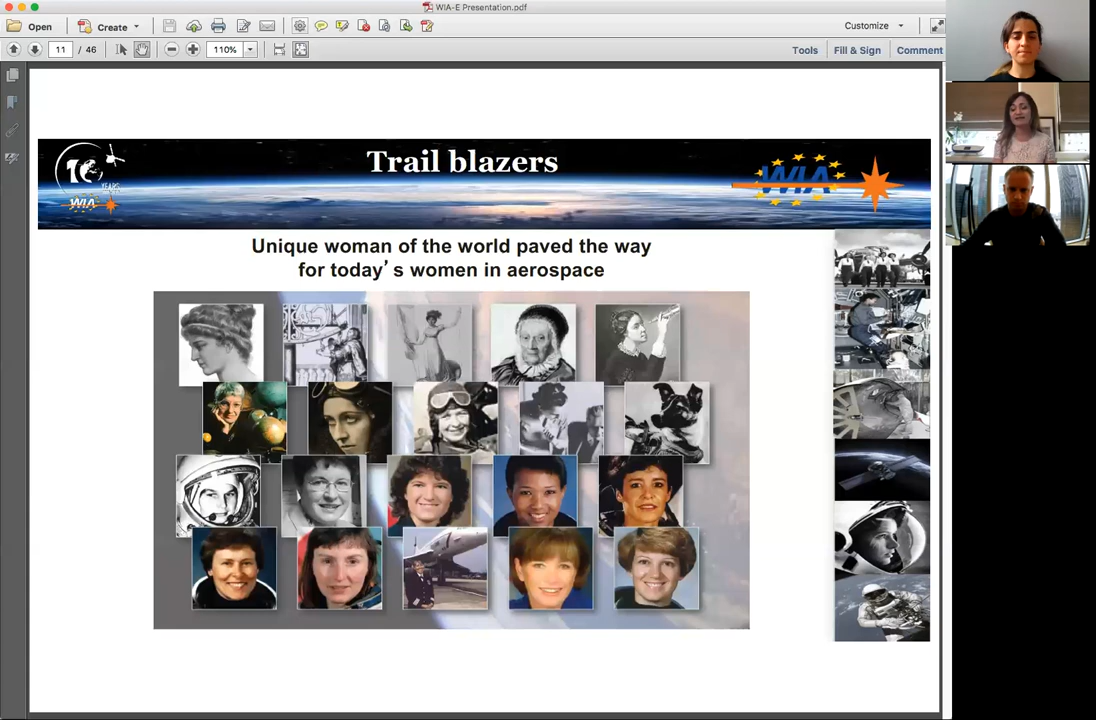 WIA-E Presentation.pdf
Open
Create
Customize
11 / 46
110%
Tools
Fill & Sign
Comment
10
YEARS
WIA
Trail blazers
WIA
Unique woman of the world paved the way
for today's women in aerospace